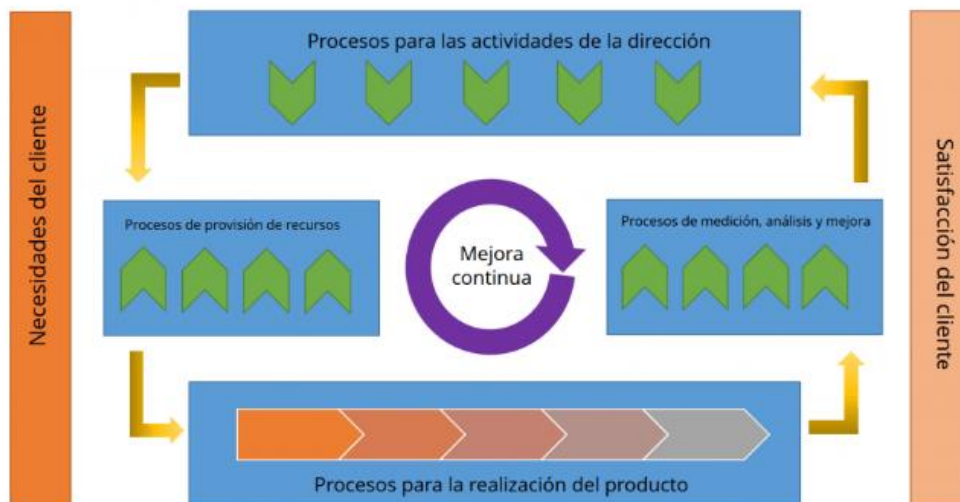 Necesidades del cliente
Procesos para las actividades de la dirección
Procesos de provisión de recursos
Mejora
continua
Procesos de medición, análisis y mejora
Procesos para la realización del producto
Satisfacción del cliente